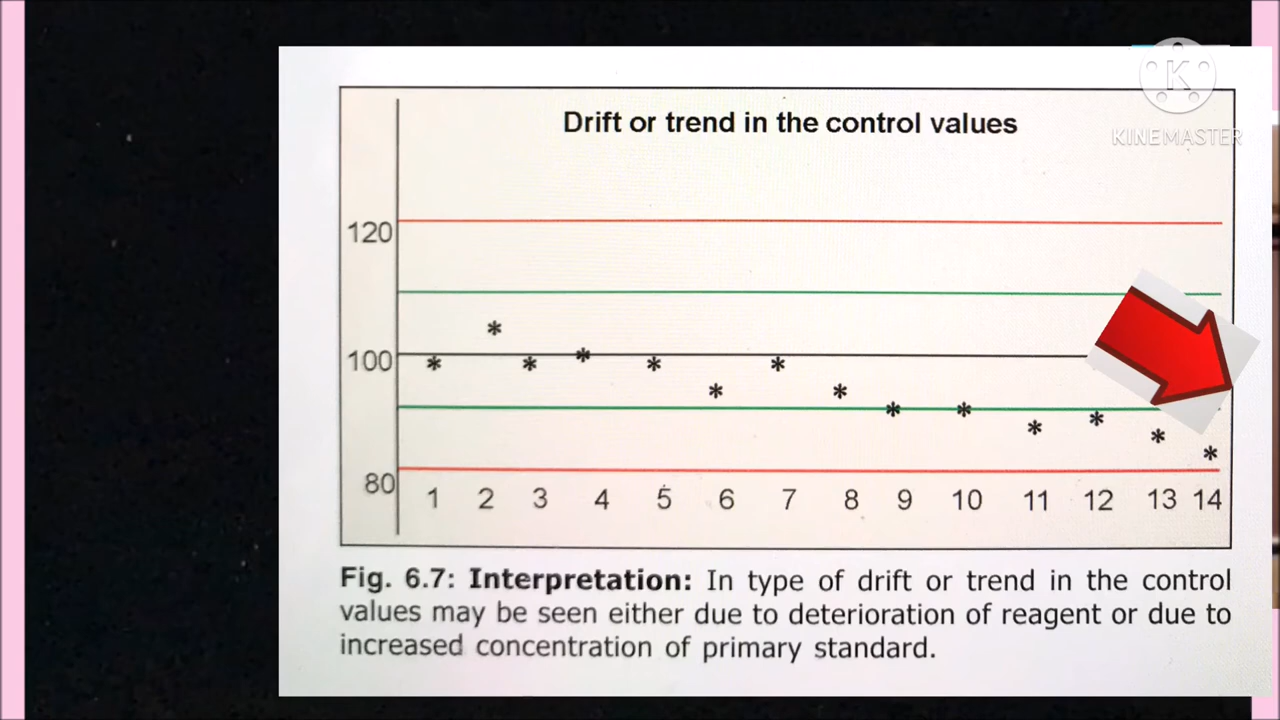 K
KINEMASTER
Drift or trend in the control values
120
100
80
1 2 3 4 5 6 7 8 9 10 11 12 13 14
Fig. 6.7: Interpretation: In type of drift or trend in the control
values may be seen either due to deterioration of reagent or due to
increased concentration of primary standard.